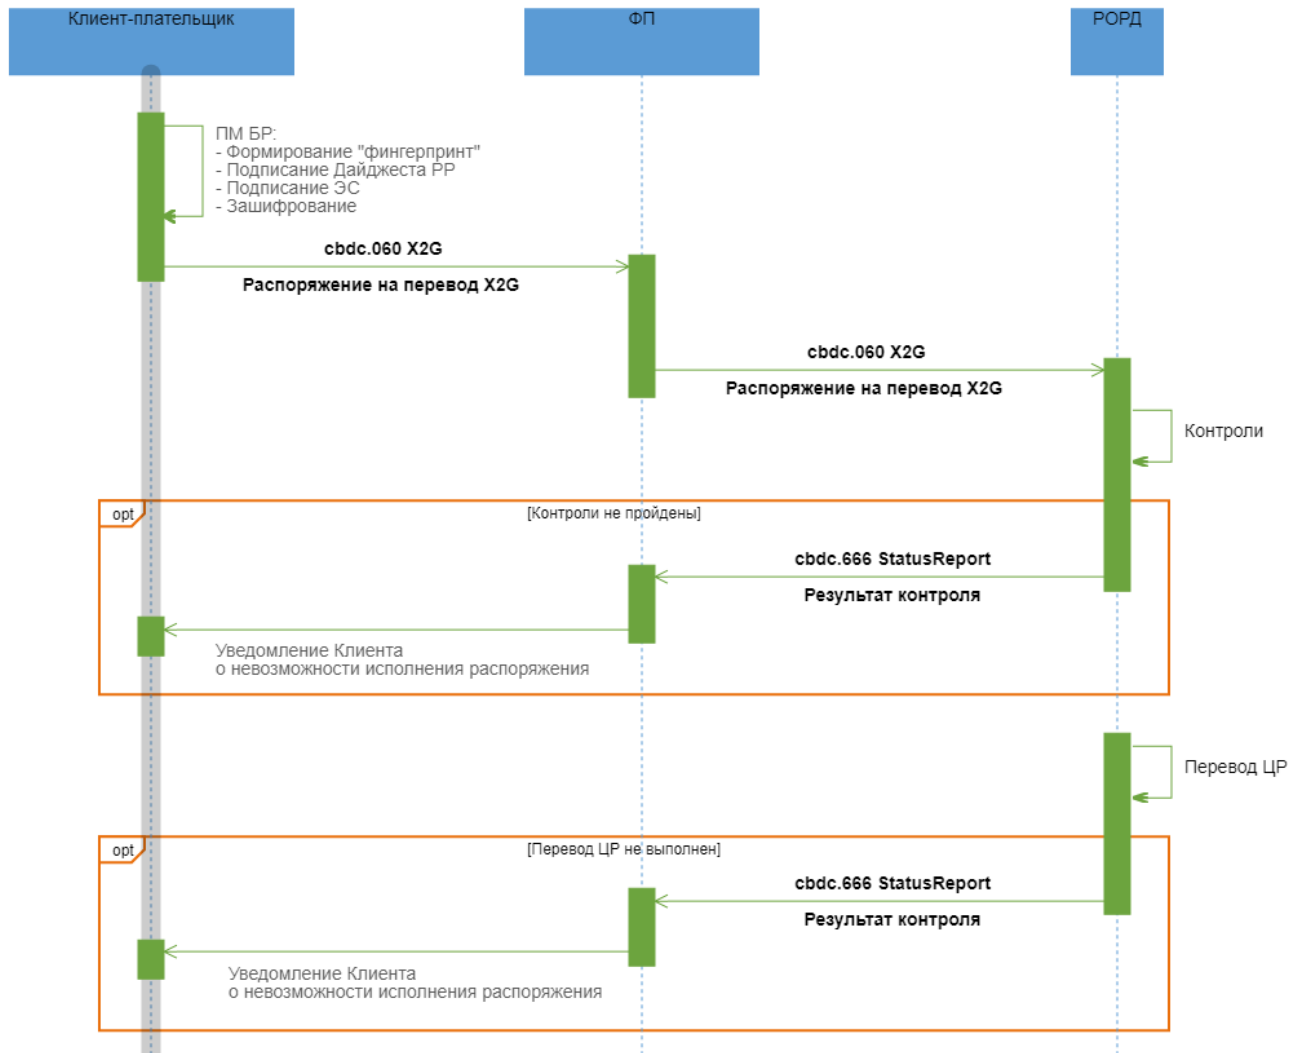 Клиент-плательщик
ФП
РОРД
ПМ БР:
- Формирование "фингерпринт"
- Подписание Дайджеста РР
- Подписание ЭС
- Зашифрование
cbdc.060 X2G
Распоряжение на перевод X2G
cbdc.060 X2G
Распоряжение на перевод X2G
Контроли
opt
[Контроли не пройдены]
cbdc.666 StatusReport
Результат контроля
Уведомление Клиента
о невозможности исполнения распоряжения
Перевод ЦР
opt
[Перевод ЦР не выполнен]
cbdc.666 StatusReport
Результат контроля
Уведомление Клиента
о невозможности исполнения распоряжения